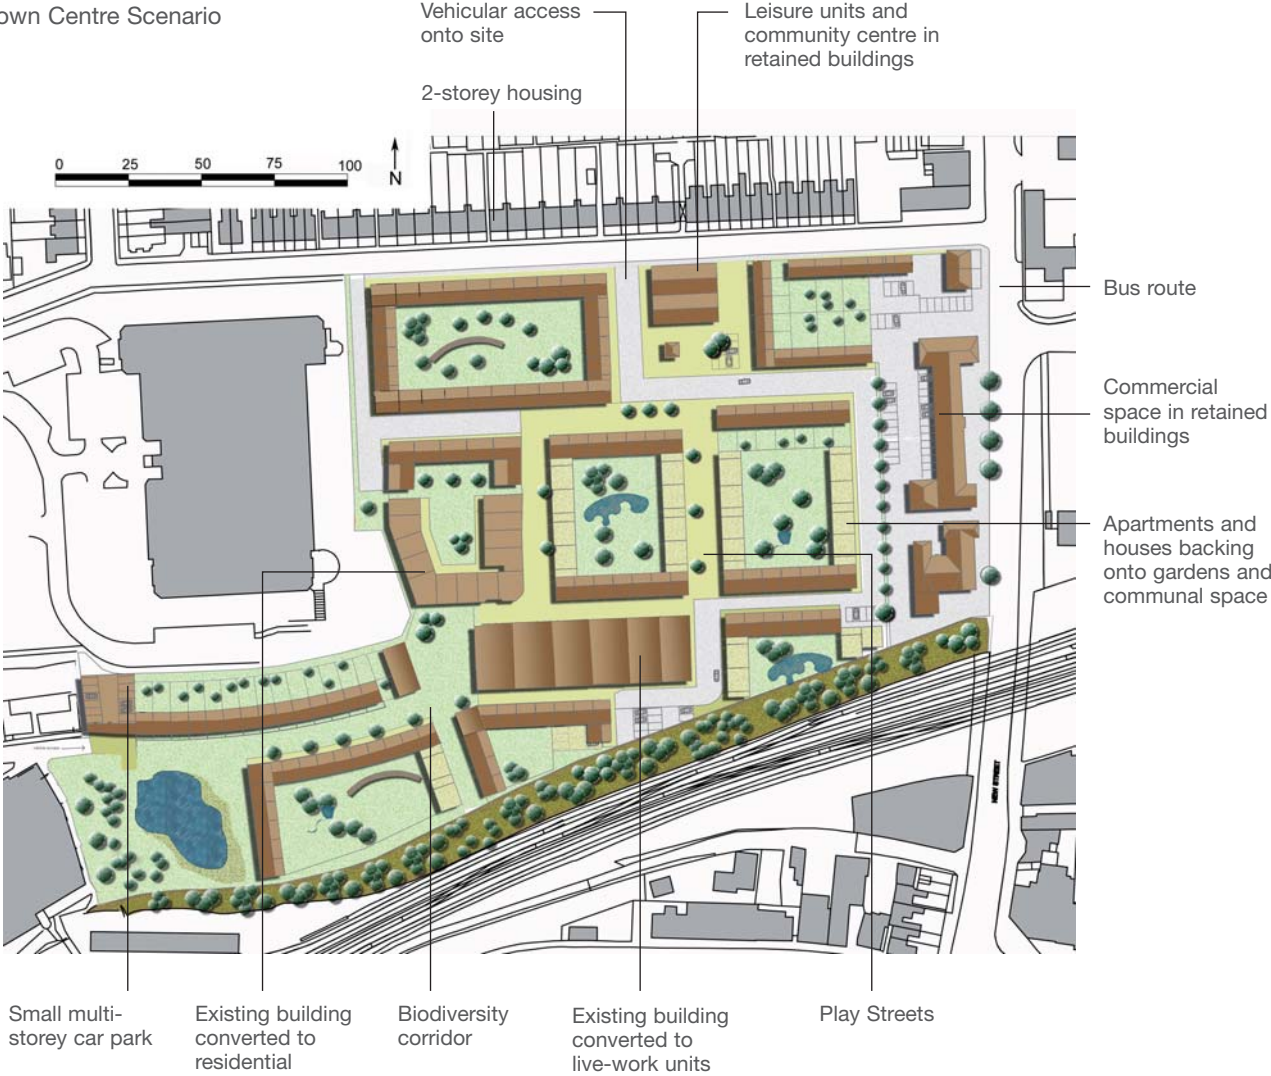 own Centre Scenario
Vehicular access
onto site
Leisure units and
community centre in
retained buildings
2-storey housing
0 25 50 75 100
N
Bus route
Commercial
space in retained
buildings
Apartments and
houses backing
onto gardens and
communal space
NEW STREET
Small multi-
storey car park
Existing building
converted to
residential
Biodiversity
corridor
Existing building
converted to
live-work units
Play Streets